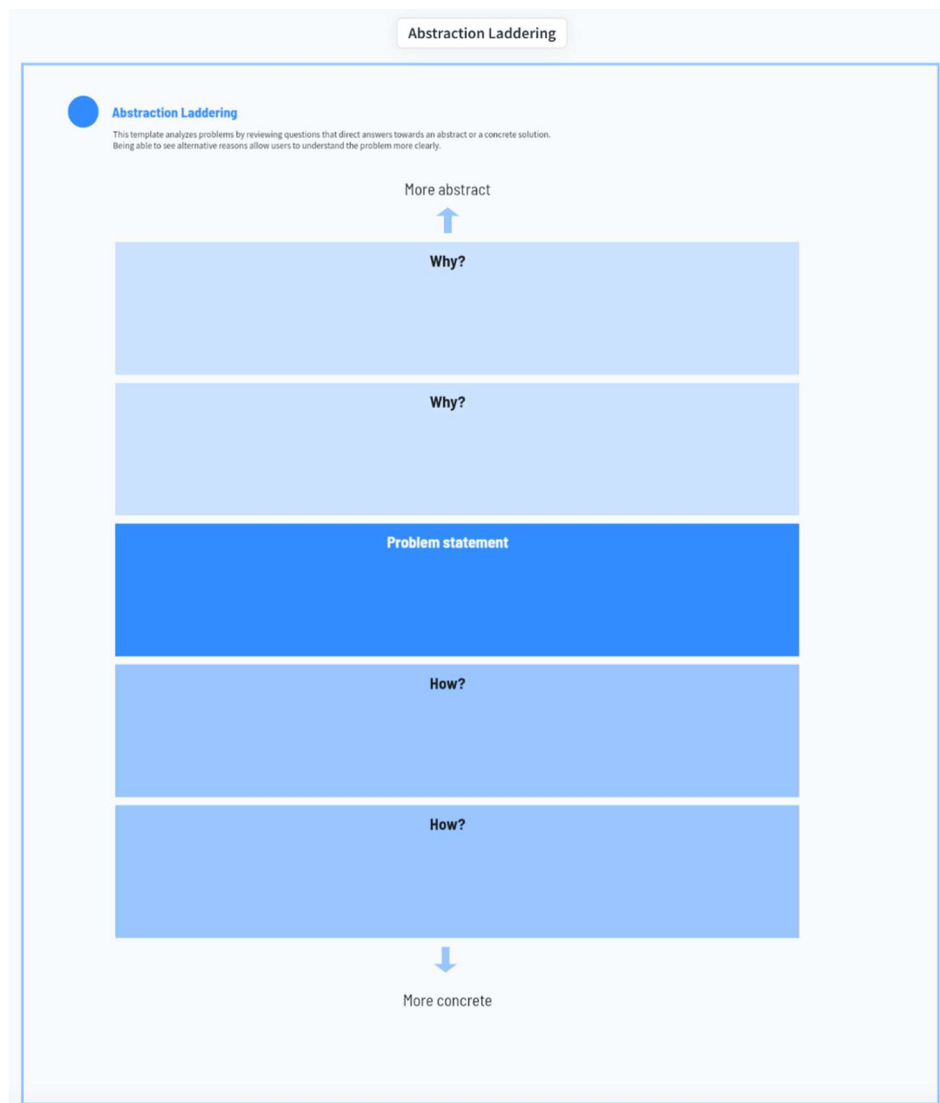 Abstraction Laddering
Abstraction Laddering
This template analyzes problems by reviewing questions that direct answers towards an abstract or a concrete solution.
Being able to see alternative reasons allow users to understand the problem more clearly.
More abstract
Why?
Why?
Problem statement
How?
How?
More concrete